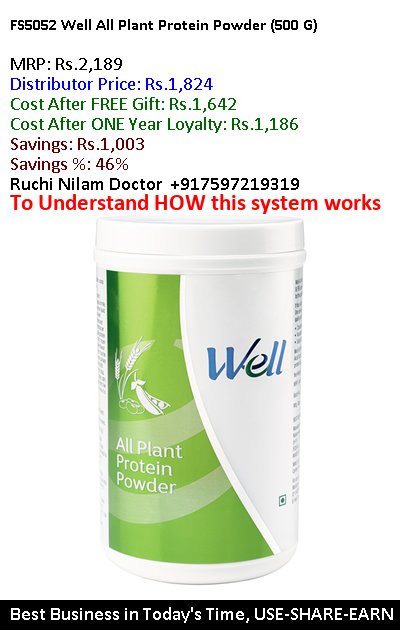 FS5052 Well All Plant Protein Powder (500 G)
MRP: Rs.2,189
Distributor Price: Rs.1,824
Cost After FREE Gift: Rs.1,642
Cost After ONE Year Loyalty: Rs.1,186
Savings: Rs.1,003
Savings %: 46%
Ruchi Nilam Doctor +917597219319
To Understand HOW this system works
Well
All Plant
Protein
Powder
Best Business in Today's Time, USE-SHARE-EARN